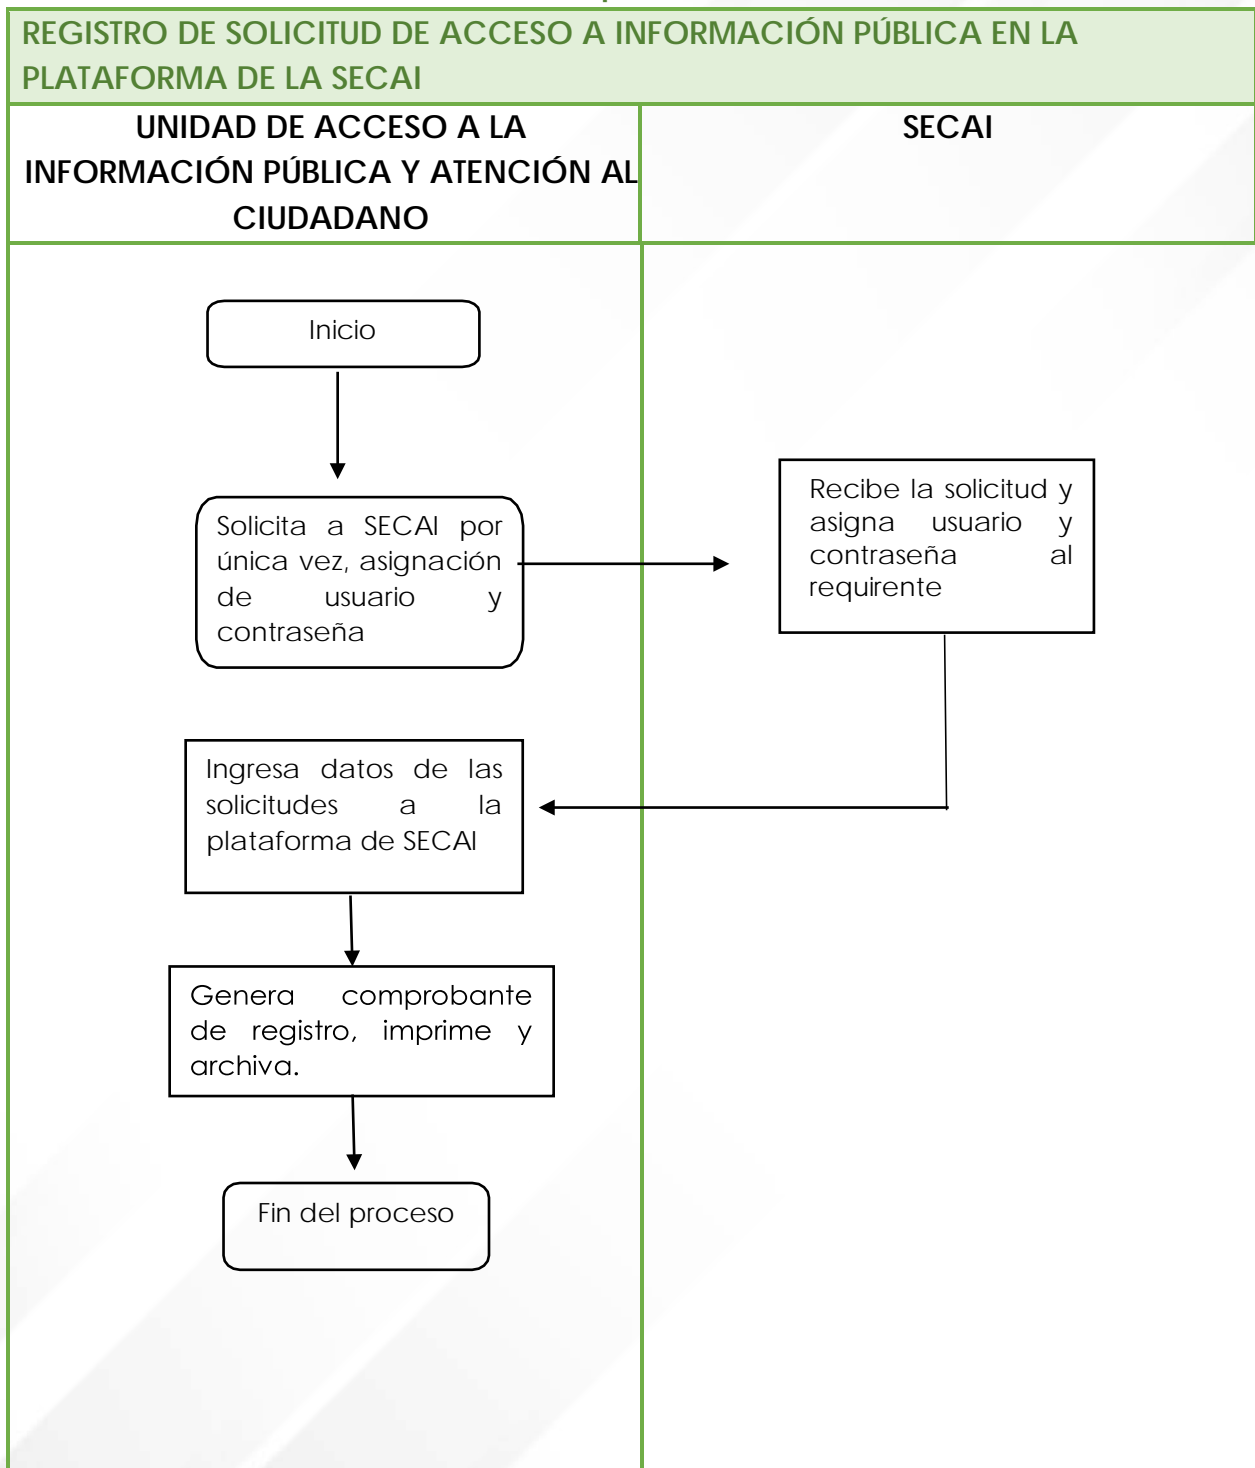 REGISTRO DE SOLICITUD DE ACCESO A INFORMACIÓN PÚBLICA EN LA
PLATAFORMA DE LA SECAI
UNIDAD DE ACCESO A LA
INFORMACIÓN PÚBLICA Y ATENCIÓN AL
CIUDADANO
SECAI
Inicio
Solicita a SECAI por
única vez, asignación
de usuario y
contraseña
Recibe la solicitud y
asigna usuario y
contraseña al
requirente
Ingresa datos de las
solicitudes a la
plataforma de SECAI
Genera comprobante
de registro, imprime y
archiva.
Fin del proceso